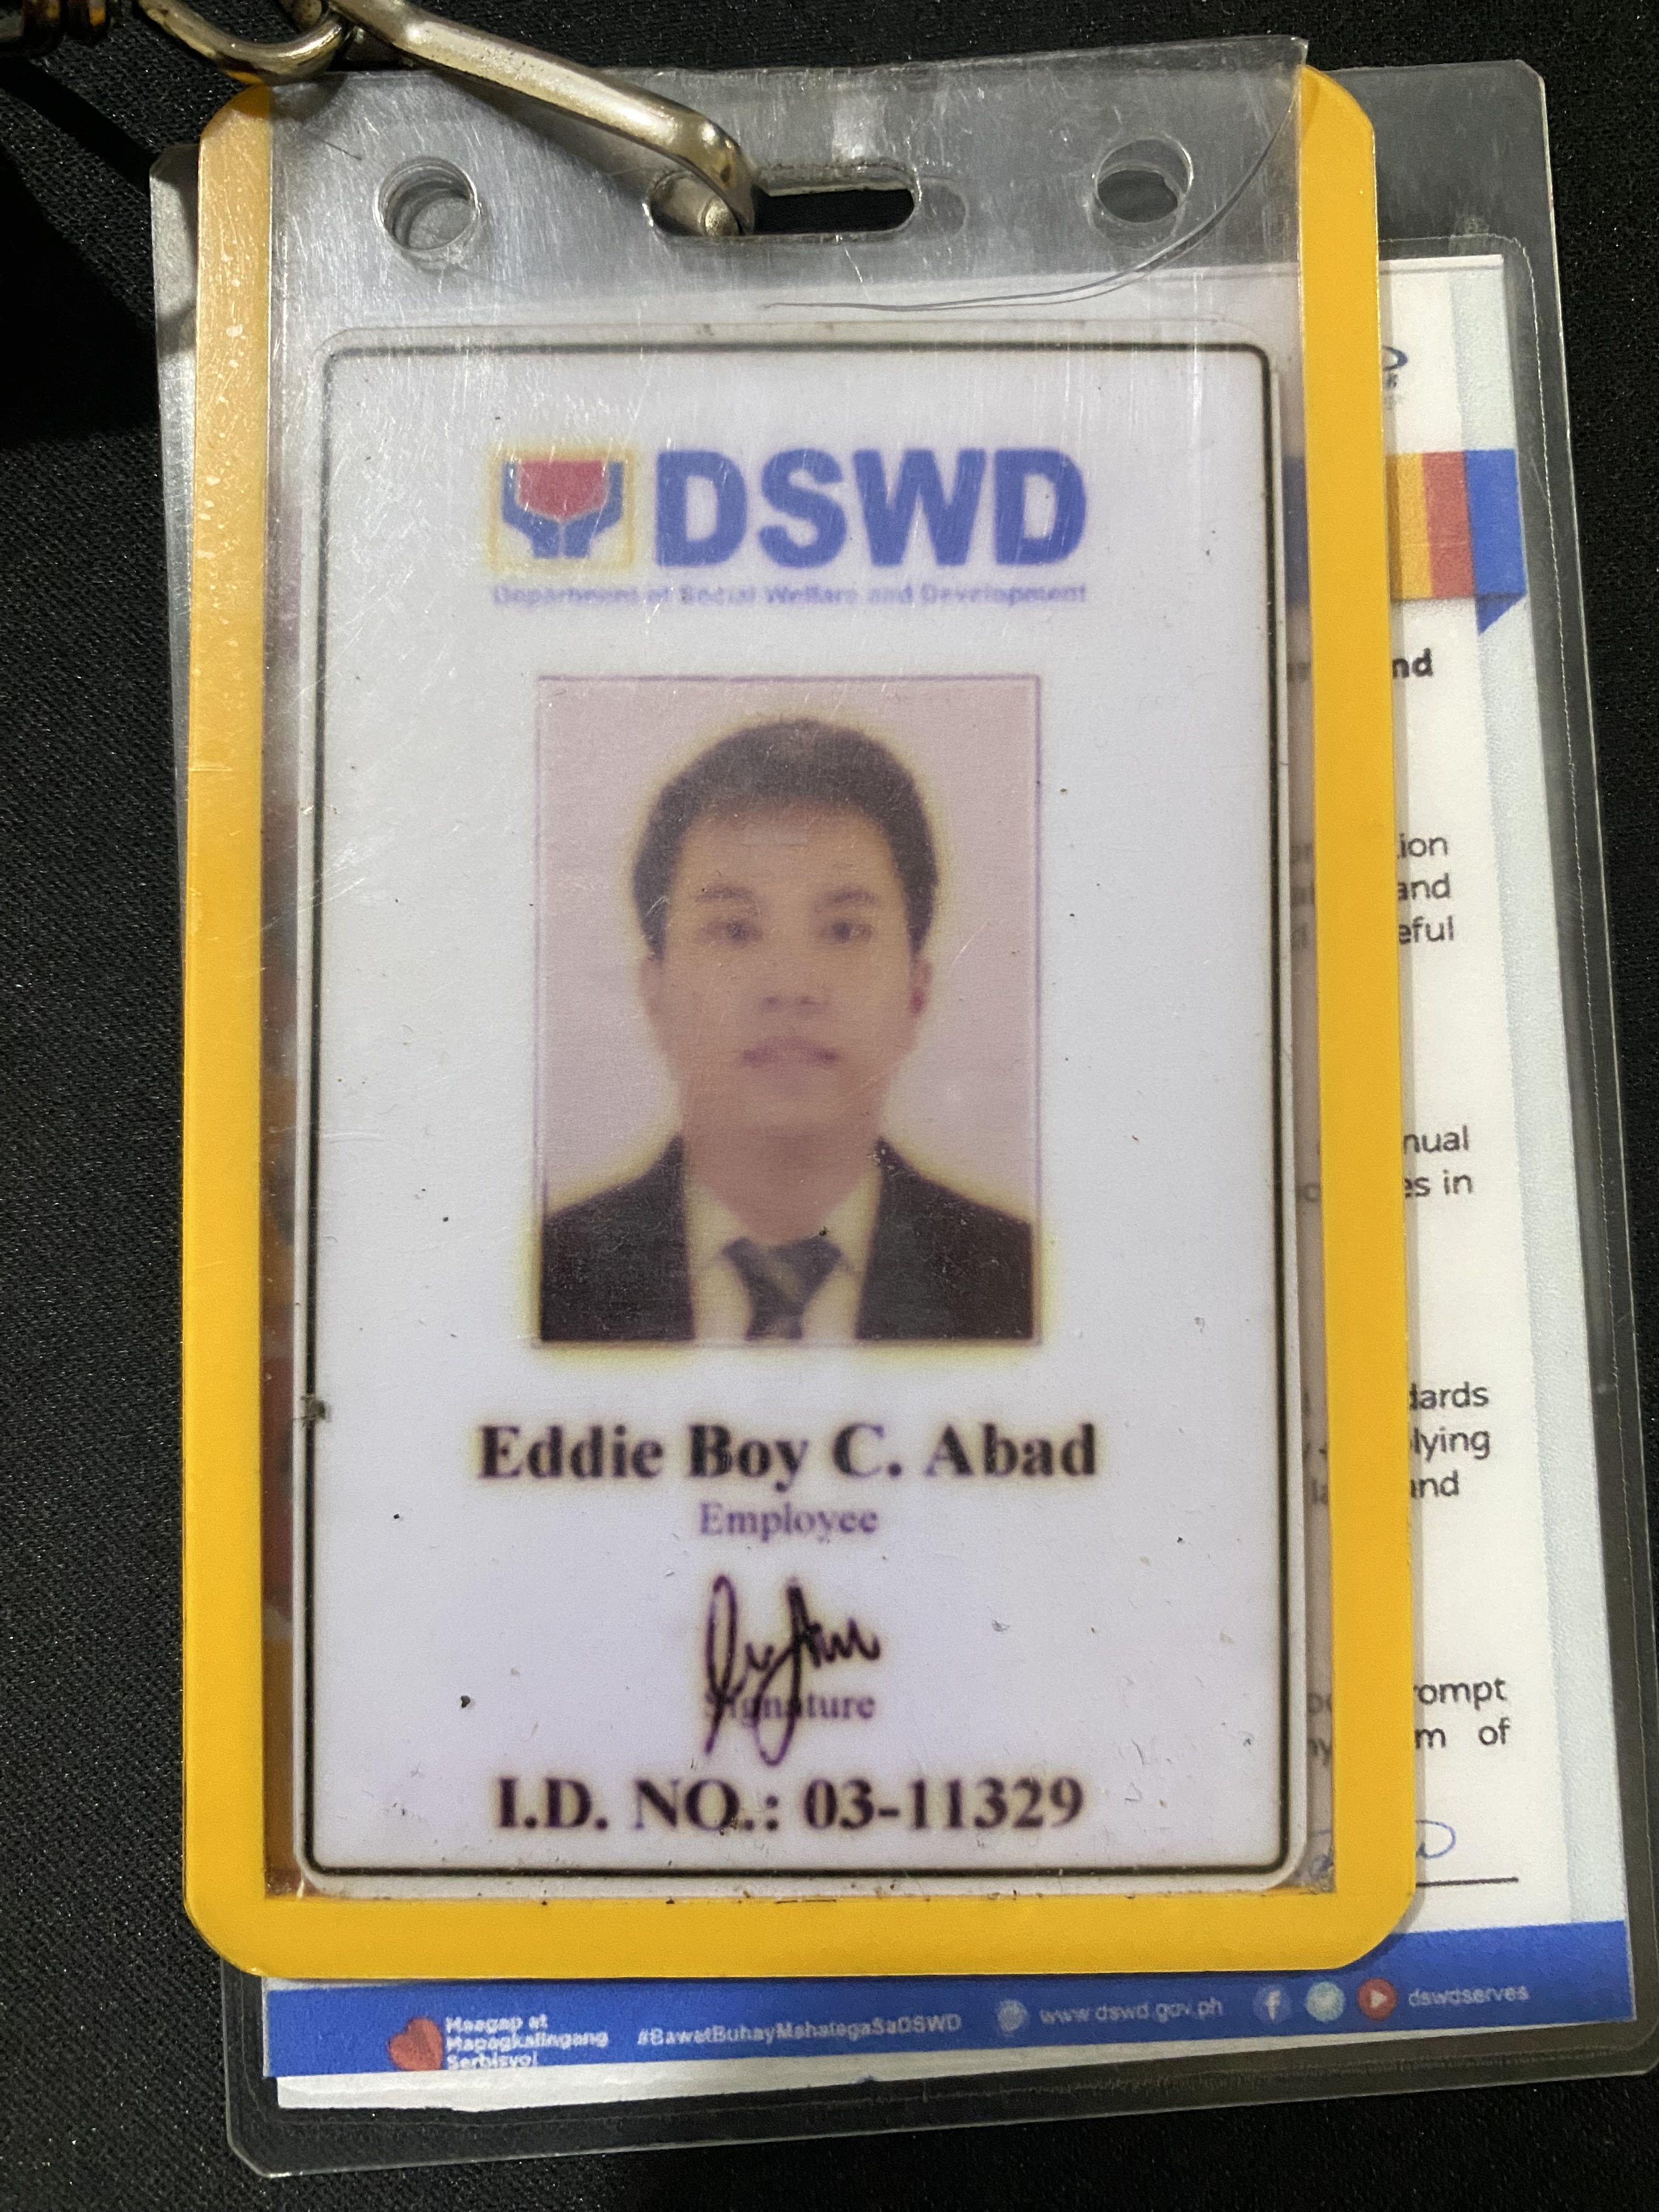 DSWD
Department of Social Welfare and Development
Eddie Boy C. Abad
Employee
Signature
I.D. NO.: 03-11329
nd
ion
and
eful
nual
es in
dards
lying
and
rompt
m of
Maagap at
Mapagkalingang
Serbisyo!
#BawatBuhayMahalagaSaDSWD
www.dswd.gov.ph
dswdserves